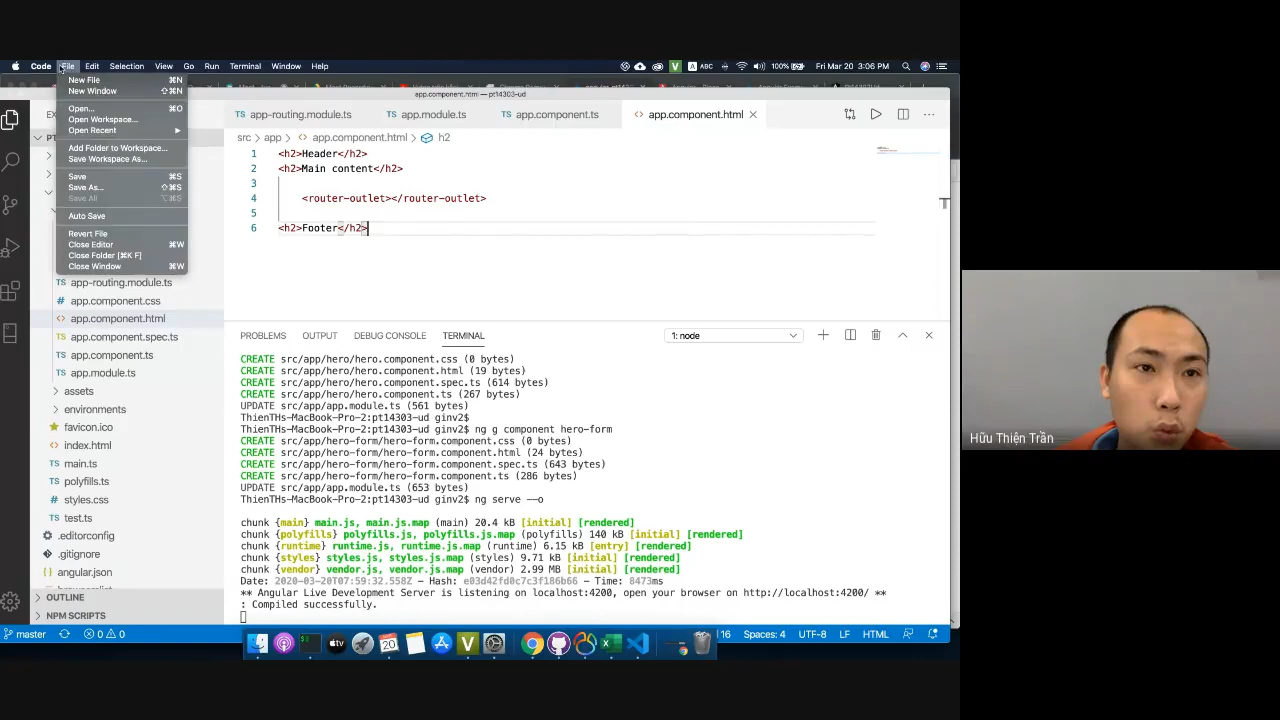 Code File Edit Selection View Go Run Terminal Window Help
ABC 100% Fri Mar 20 3:06 PM
New File ⌘N
New Window ⇧⌘N
Open... ⌘O
Open Workspace...
Open Recent
Add Folder to Workspace...
Save Workspace As...
Save ⌘S
Save As... ⇧⌘S
Save All ⌥⌘S
Auto Save
Revert File
Close Editor ⌘W
Close Folder [⌘K F]
Close Window ⌘W
app.component.html — pt14303-ud
app-routing.module.ts
TS app.module.ts
TS app.component.ts
<> app.component.html
src > app > <> app.component.html > h2
1 <h2>Header</h2>
2 <h2>Main content</h2>
3
4 <router-outlet></router-outlet>
5
6 <h2>Footer</h2>
app-routing.module.ts
# app.component.css
<> app.component.html
TS app.component.spec.ts
TS app.component.ts
TS app.module.ts
> assets
> environments
favicon.ico
<> index.html
TS main.ts
TS polyfills.ts
# styles.css
TS test.ts
.editorconfig
.gitignore
angular.json
> OUTLINE
> NPM SCRIPTS
PROBLEMS OUTPUT DEBUG CONSOLE TERMINAL
1: node
CREATE src/app/hero/hero.component.css (0 bytes)
CREATE src/app/hero/hero.component.html (19 bytes)
CREATE src/app/hero/hero.component.spec.ts (614 bytes)
CREATE src/app/hero/hero.component.ts (267 bytes)
UPDATE src/app/app.module.ts (561 bytes)
ThienTHs-MacBook-Pro-2:pt14303-ud ginv2$
ThienTHs-MacBook-Pro-2:pt14303-ud ginv2$ ng g component hero-form
CREATE src/app/hero-form/hero-form.component.css (0 bytes)
CREATE src/app/hero-form/hero-form.component.html (24 bytes)
CREATE src/app/hero-form/hero-form.component.spec.ts (643 bytes)
CREATE src/app/hero-form/hero-form.component.ts (286 bytes)
UPDATE src/app/app.module.ts (653 bytes)
ThienTHs-MacBook-Pro-2:pt14303-ud ginv2$ ng serve --o
chunk {main} main.js, main.js.map (main) 20.4 kB [initial] [rendered]
chunk {polyfills} polyfills.js, polyfills.js.map (polyfills) 140 kB [initial] [rendered]
chunk {runtime} runtime.js, runtime.js.map (runtime) 6.15 kB [entry] [rendered]
chunk {styles} styles.js, styles.js.map (styles) 9.71 kB [initial] [rendered]
chunk {vendor} vendor.js, vendor.js.map (vendor) 2.99 MB [initial] [rendered]
Date: 2020-03-20T07:59:32.558Z - Hash: e03d42fd0c7c3f186b66 - Time: 8473ms
** Angular Live Development Server is listening on localhost:4200, open your browser on http://localhost:4200/ **
: Compiled successfully.
master 0 0
16 Spaces: 4 UTF-8 LF HTML
20
Hữu Thiện Trần